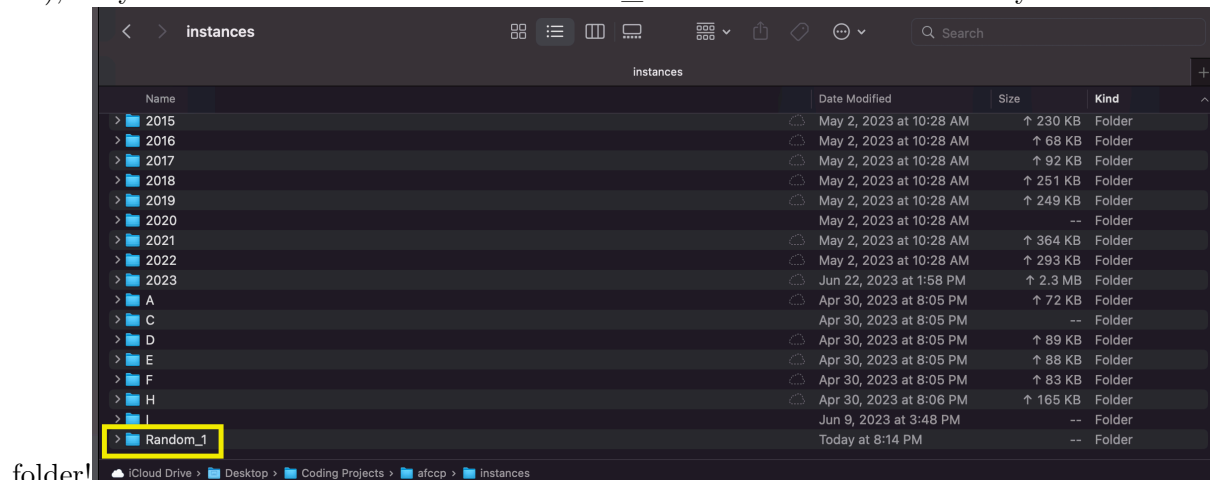 instances
Search
instances
+
Name Date Modified Size Kind
2015 May 2, 2023 at 10:28 AM ↑ 230 KB Folder
2016 May 2, 2023 at 10:28 AM ↑ 68 KB Folder
2017 May 2, 2023 at 10:28 AM ↑ 92 KB Folder
2018 May 2, 2023 at 10:28 AM ↑ 251 KB Folder
2019 May 2, 2023 at 10:28 AM ↑ 249 KB Folder
2020 May 2, 2023 at 10:28 AM -- Folder
2021 May 2, 2023 at 10:28 AM ↑ 364 KB Folder
2022 May 2, 2023 at 10:28 AM ↑ 293 KB Folder
2023 Jun 22, 2023 at 1:58 PM ↑ 2.3 MB Folder
A Apr 30, 2023 at 8:05 PM ↑ 72 KB Folder
C Apr 30, 2023 at 8:05 PM -- Folder
D Apr 30, 2023 at 8:05 PM ↑ 89 KB Folder
E Apr 30, 2023 at 8:05 PM ↑ 88 KB Folder
F Apr 30, 2023 at 8:05 PM ↑ 83 KB Folder
H Apr 30, 2023 at 8:06 PM ↑ 165 KB Folder
Jun 9, 2023 at 3:48 PM -- Folder
Random_1 Today at 8:14 PM -- Folder
folder!
iCloud Drive › Desktop › Coding Projects › afccp › instances